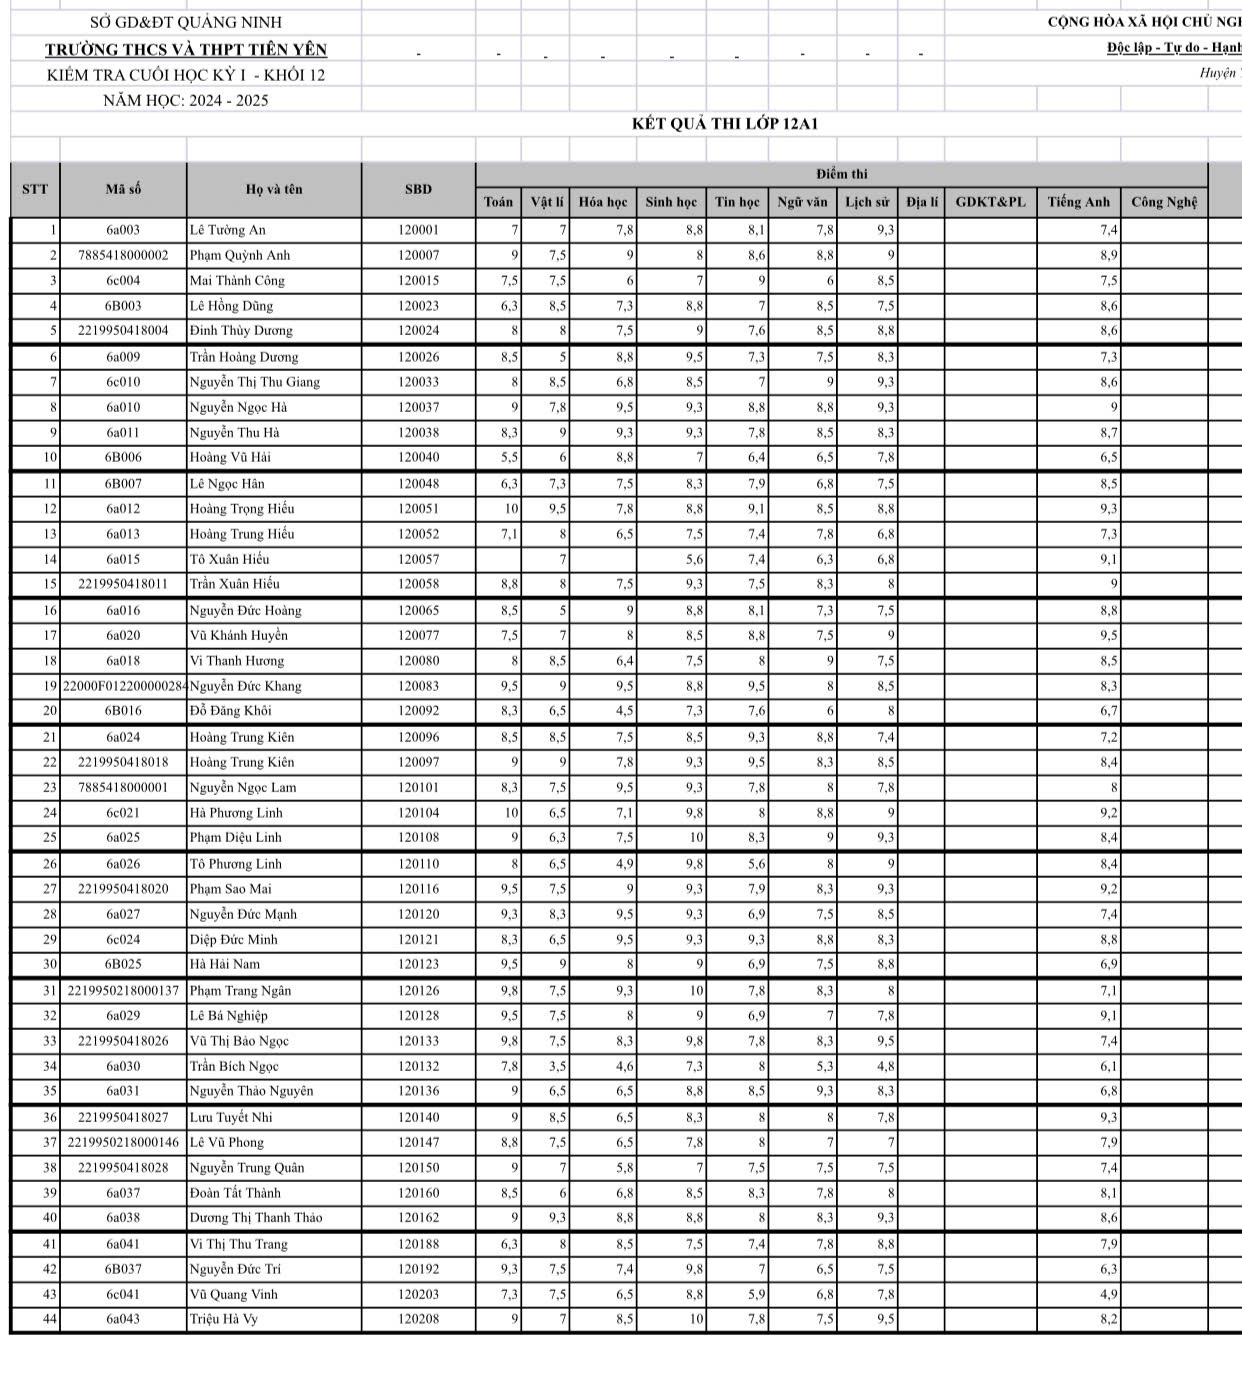 SỞ GD&ĐT QUẢNG NINH
CỘNG HÒA XÃ HỘI CHỦ
TRƯỜNG THCS VÀ THPT TIÊN YÊN - - - - - - - - -
Độc lập - Tự do - Hạnh
KIỂM TRA CUỐI HỌC KỲ I - KHỐI 12
Huyện
NĂM HỌC: 2024 - 2025
KẾT QUẢ THI LỚP 12A1
STT Mã số Họ và tên SBD Điểm thi
Toán Vật lí Hóa học Sinh học Tin học Ngữ văn Lịch sử Địa lí GDKT&PL Tiếng Anh Công Nghệ
1 6a003 Lê Tường An 120001 7 7 7,8 8,8 8,1 7,8 9,3 7,4
2 7885418000002 Phạm Quỳnh Anh 120007 9 7,5 9 8 8,6 8,8 9 8,9
3 6c004 Mai Thành Công 120015 7,5 7,5 6 7 9 6 8,5 7,5
4 6B003 Lê Hồng Dũng 120023 6,3 8,5 7,3 8,8 7 8,5 7,5 8,6
5 2219950418004 Đinh Thùy Dương 120024 8 8 7,5 9 7,6 8,5 8,8 8,6
6 6a009 Trần Hoàng Dương 120026 8,5 5 8,8 9,5 7,3 7,5 8,3 7,3
7 6c010 Nguyễn Thị Thu Giang 120033 8 8,5 6,8 8,5 7 9 9,3 8,6
8 6a010 Nguyễn Ngọc Hà 120037 9 7,8 9,5 9,3 8,8 8,8 9,3 9
9 6a011 Nguyễn Thu Hà 120038 8,3 9 9,3 9,3 7,8 8,5 8,3 8,7
10 6B006 Hoàng Vũ Hải 120040 5,5 6 8,8 7 6,4 6,5 7,8 6,5
11 6B007 Lê Ngọc Hân 120048 6,3 7,3 7,5 8,3 7,9 6,8 7,5 8,5
12 6a012 Hoàng Trọng Hiếu 120051 10 9,5 7,8 8,8 9,1 8,5 8,8 9,3
13 6a013 Hoàng Trung Hiếu 120052 7,1 8 6,5 7,5 7,4 7,8 6,8 7,3
14 6a015 Tô Xuân Hiếu 120057 7 5,6 7,4 6,3 6,8 9,1
15 2219950418011 Trần Xuân Hiếu 120058 8,8 8 7,5 9,3 7,5 8,3 8 9
16 6a016 Nguyễn Đức Hoàng 120065 8,5 5 9 8,8 8,1 7,3 7,5 8,8
17 6a020 Vũ Khánh Huyền 120077 7,5 7 8 8,5 8,8 7,5 9 9,5
18 6a018 Vi Thanh Hương 120080 8 8,5 6,4 7,5 8 9 7,5 8,5
19 22000F01220000284 Nguyễn Đức Khang 120083 9,5 9 9,5 8,8 9,5 8 8,5 8,3
20 6B016 Đỗ Đăng Khôi 120092 8,3 6,5 4,5 7,3 7,6 6 8 6,7
21 6a024 Hoàng Trung Kiên 120096 8,5 8,5 7,5 8,5 9,3 8,8 7,4 7,2
22 2219950418018 Hoàng Trung Kiên 120097 9 9 7,8 9,3 9,5 8,3 8,5 8,4
23 7885418000001 Nguyễn Ngọc Lam 120101 8,3 7,5 9,5 9,3 7,8 8 7,8 8
24 6c021 Hà Phương Linh 120104 10 6,5 7,1 9,8 8 8,8 9 9,2
25 6a025 Phạm Diệu Linh 120108 9 6,3 7,5 10 8,3 9 9,3 8,4
26 6a026 Tô Phương Linh 120110 8 6,5 4,9 9,8 5,6 8 9 8,4
27 2219950418020 Phạm Sao Mai 120116 9,5 7,5 9 9,3 7,9 8,3 9,3 9,2
28 6a027 Nguyễn Đức Mạnh 120120 9,3 8,3 9,5 9,3 6,9 7,5 8,5 7,4
29 6c024 Diệp Đức Minh 120121 8,3 6,5 9,5 9,3 9,3 8,8 8,3 8,8
30 6B025 Hà Hải Nam 120123 9,5 9 8 9 6,9 7,5 8,8 6,9
31 2219950218000137 Phạm Trang Ngân 120126 9,8 7,5 9,3 10 7,8 8,3 8 7,1
32 6a029 Lê Bá Nghiệp 120128 9,5 7,5 8 9 6,9 7 7,8 9,1
33 2219950418026 Vũ Thị Bảo Ngọc 120133 9,8 7,5 8,3 9,8 7,8 8,3 9,5 7,4
34 6a030 Trần Bích Ngọc 120132 7,8 3,5 4,6 7,3 8 5,3 4,8 6,1
35 6a031 Nguyễn Thảo Nguyên 120136 9 6,5 6,5 8,8 8,5 9,3 8,3 6,8
36 2219950418027 Lưu Tuyết Nhi 120140 9 8,5 6,5 8,3 8 8 7,8 9,3
37 2219950218000146 Lê Vũ Phong 120147 8,8 7,5 6,5 7,8 8 7 7 7,9
38 2219950418028 Nguyễn Trung Quân 120150 9 7 5,8 7 7,5 7,5 7,5 7,4
39 6a037 Đoàn Tất Thành 120160 8,5 6 6,8 8,5 8,3 7,8 8 8,1
40 6a038 Dương Thị Thanh Thảo 120162 9 9,3 8,8 8,8 8 8,3 9,3 8,6
41 6a041 Vi Thị Thu Trang 120188 6,3 8 8,5 7,5 7,4 7,8 8,8 7,9
42 6B037 Nguyễn Đức Trí 120192 9,3 7,5 7,4 9,8 7 6,5 7,5 6,3
43 6c041 Vũ Quang Vinh 120203 7,3 7,5 6,5 8,8 5,9 6,8 7,8 4,9
44 6a043 Triệu Hà Vy 120208 9 7 8,5 10 7,8 7,5 9,5 8,2